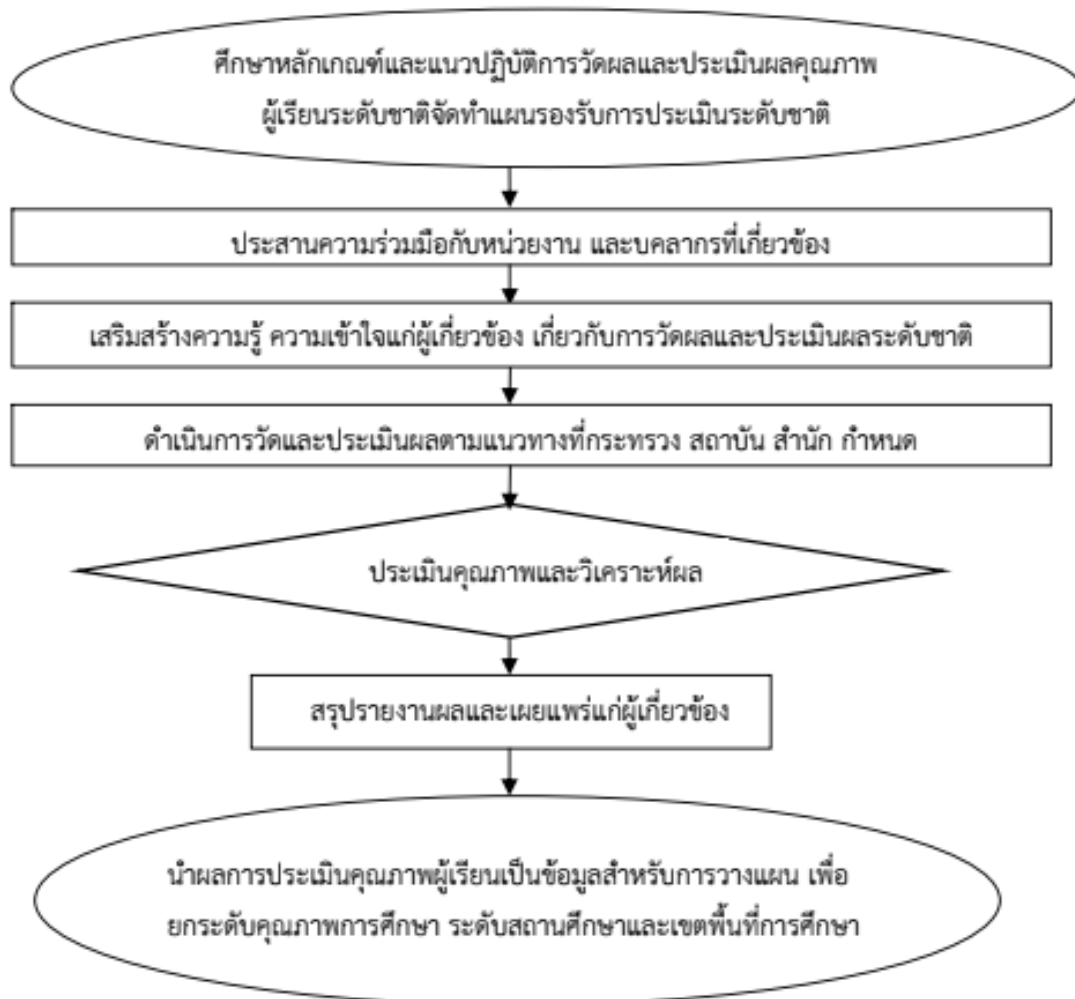 ศึกษาหลักเกณฑ์และแนวปฏิบัติการวัดผลและประเมินผลคุณภาพ
ผู้เรียนระดับชาติจัดทำแผนรองรับการประเมินระดับชาติ
ประสานความร่วมมือกับหน่วยงาน และบคลากรที่เกี่ยวข้อง
เสริมสร้างความรู้ ความเข้าใจแก่ผู้เกี่ยวข้อง เกี่ยวกับการวัดผลและประเมินผลระดับชาติ
ดำเนินการวัดและประเมินผลตามแนวทางที่กระทรวง สถาบัน สำนัก กำหนด
ประเมินคุณภาพและวิเคราะห์ผล
สรุปรายงานผลและเผยแพร่แก่ผู้เกี่ยวข้อง
นำผลการประเมินคุณภาพผู้เรียนเป็นข้อมูลสำหรับการวางแผน เพื่อ
ยกระดับคุณภาพการศึกษา ระดับสถานศึกษาและเขตพื้นที่การศึกษา